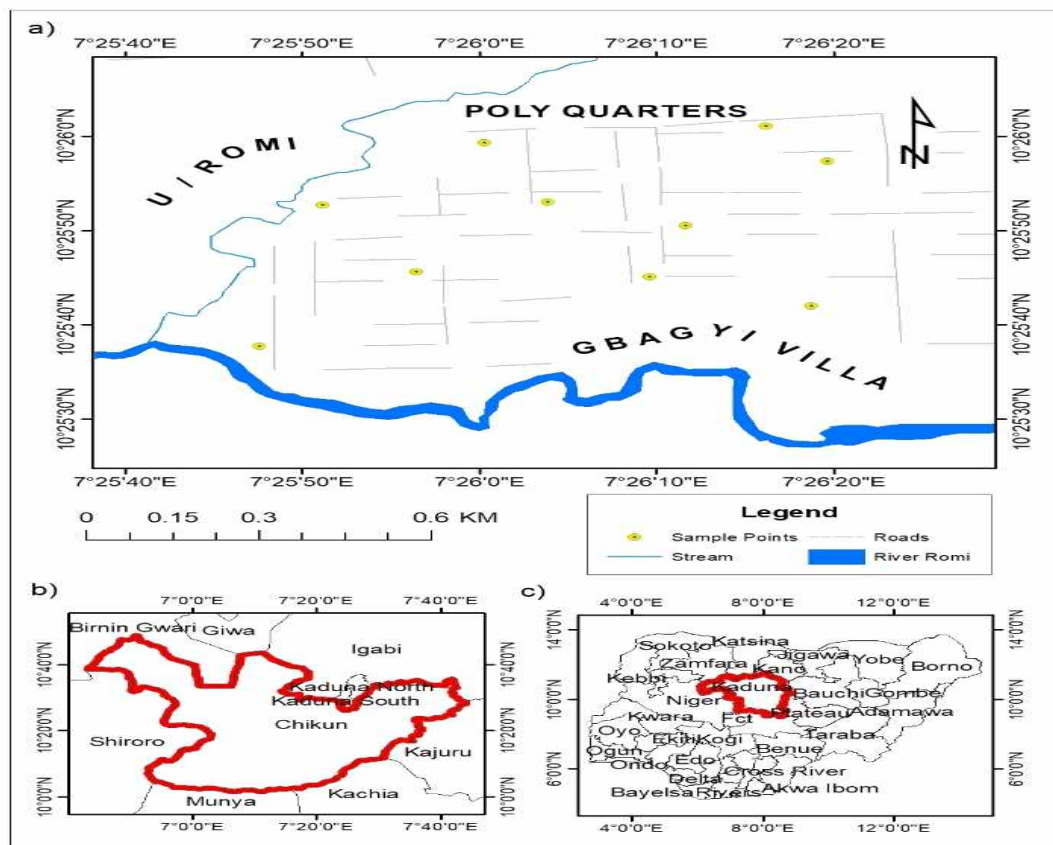 a)
7°25'40"E 7°25'50"E 7°26'0"E 7°26'10"E 7°26'20"E
POLY QUARTERS
U/ROMI
N
10°26'0"N 10°26'0"N
10°25'50"N 10°25'50"N
10°25'40"N 10°25'40"N
GBAGYI VILLA
10°25'30"N 10°25'30"N
7°25'40"E 7°25'50"E 7°26'0"E 7°26'10"E 7°26'20"E
0 0.15 0.3 0.6 KM
Legend
Sample Points Roads
Stream River Romi
b)
7°0'0"E 7°20'0"E 7°40'0"E
Birnin Gwari Giwa
Igabi
10°40'0"N 10°40'0"N
Kaduna North
Kaduna South
10°20'0"N 10°20'0"N
Chikun
Shiroro
Kajuru
10°0'0"N 10°0'0"N
Munya Kachia
7°0'0"E 7°20'0"E 7°40'0"E
c)
4°0'0"E 8°0'0"E 12°0'0"E
14°0'0"N 14°0'0"N
Sokoto Katsina
Jigawa
Zamfara Kano Yobe Borno
Kebbi
Kaduna
10°0'0"N 10°0'0"N
Niger Bauchi Gombe
Kwara Fct Plateau Adamawa
Oyo Taraba
Ekiti Kogi
Ogun Benue
Ondo Edo
Delta Cross River
Bayelsa Rivers Akwa Ibom
6°0'0"N 6°0'0"N
4°0'0"E 8°0'0"E 12°0'0"E